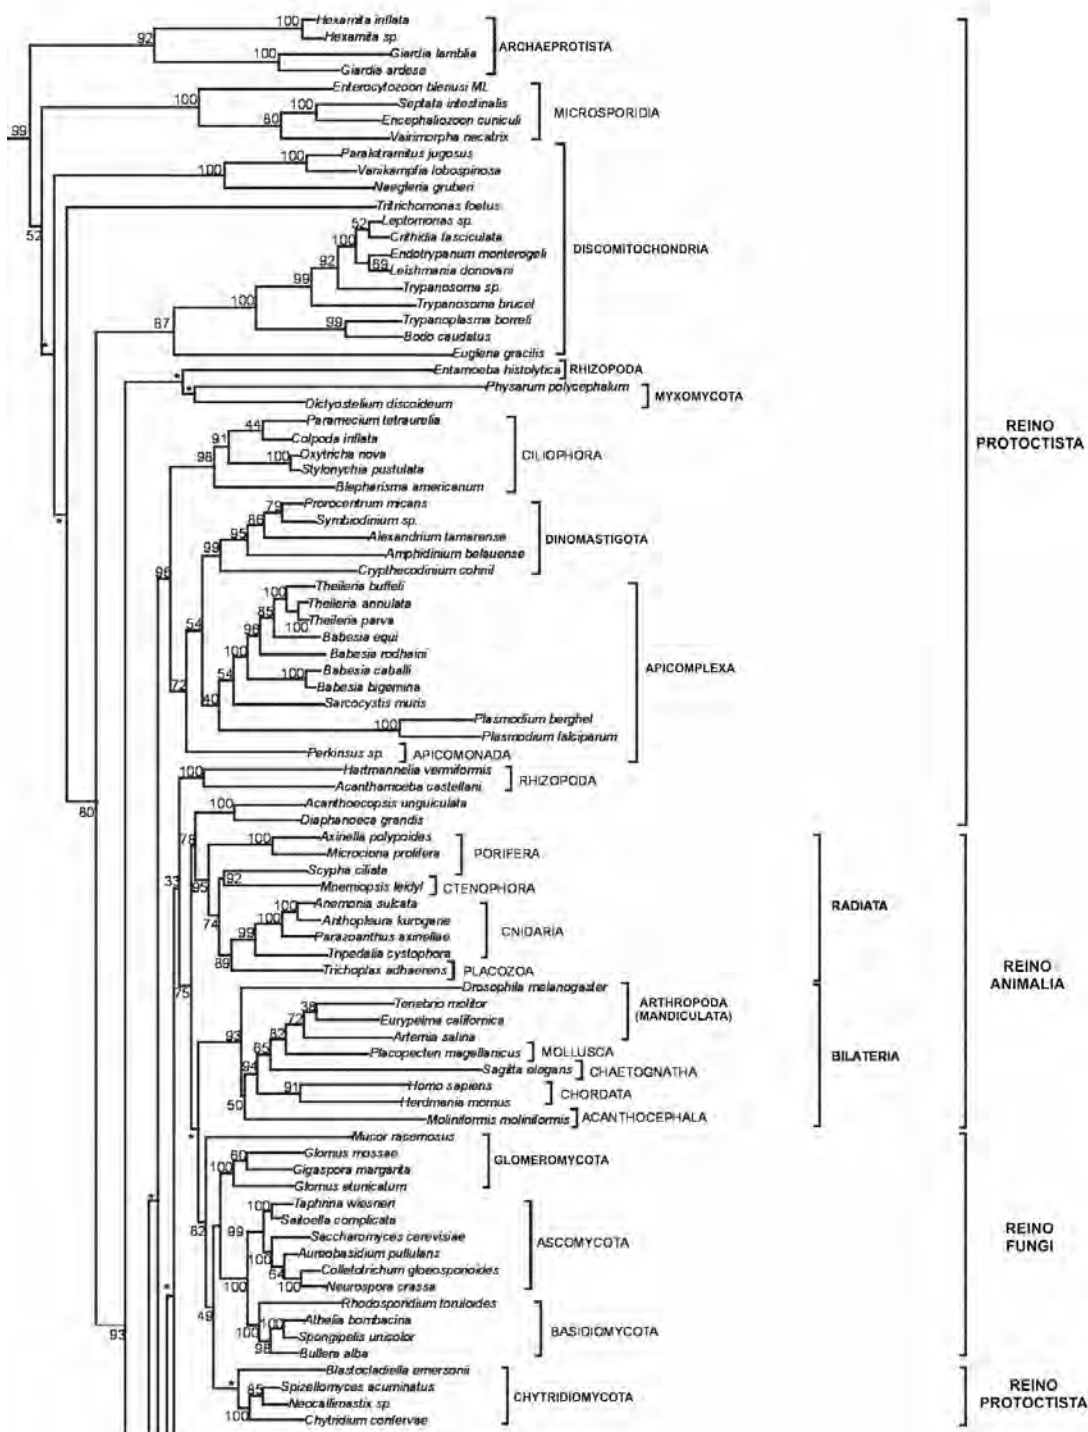 100 Hexamita inflata
Hexamita sp.
92
ARCHAEPROTISTA
100 Giardia lamblia
Giardia ardeae
Enterocytozoon bienusi ML
100
100 Septata intestinalis
MICROSPORIDIA
80 Encephaliozoon cuniculi
99
Vairimorpha necatrix
Paraletramitus jugosus
100
100 Vanikampfia lobospinosa
Naegleria gruberi
Tritrichomonas foetus
52 Leptomonas sp.
52
100 Crithidia fasciculata
DISCOMITOCHONDRIA
Endotrypanum monterogeli
92 69 Leishmania donovani
99 Trypanosoma sp.
100 Trypanosoma brucei
87 99 Trypanoplasma borreli
Bodo caudatus
*
Euglena gracilis
Entamoeba histolytica RHIZOPODA
*
* Physarum polycephalum
MYXOMYCOTA
Dictyostelium discoideum
44 Paramecium tetraurelia
REINO
PROTOCTISTA
91 Colpoda inflata
98 100 Oxytricha nova
CILIOPHORA
Stylonychia pustulata
Blepharisma americanum
79 Prorocentrum micans
*
86 Symbiodinium sp.
95 Alexandrium tamarense
DINOMASTIGOTA
99 Amphidinium belauense
96 Crypthecodinium cohnii
100 Theileria buffeli
Theileria annulata
85 Theileria parva
54 96 100 Babesia equi
100 Babesia rodhaini
APICOMPLEXA
54 100 Babesia caballi
72 Babesia bigemina
40 Sarcocystis muris
100 Plasmodium berghei
Plasmodium falciparum
Perkinsus sp. APICOMONADA
100 Hartmannella vermiformis
RHIZOPODA
Acanthamoeba castellani
80 100 Acanthoecopsis unguiculata
Diaphanoeca grandis
78 100 Axinella polypoides
PORIFERA
Microciona prolifera
33 95 92 Scypha ciliata
Mnemiopsis leidyi CTENOPHORA
100 Anemonia sulcata
RADIATA
74 100 Anthopleura kurogane
CNIDARIA
99 Parazoanthus axinellae
Tripedalia cystophora
89 Trichoplax adhaerens PLACOZOA
REINO
ANIMALIA
75 Drosophila melanogaster
38 Tenebrio molitor
ARTHROPODA
(MANDICULATA)
72 Eurypelma californica
93 82 Artemia salina
65 Placopecten magellanicus MOLLUSCA
BILATERIA
94 Sagitta elegans CHAETOGNATHA
91 Homo sapiens
CHORDATA
50 Herdmania momus
Moliniformis moliniformis ACANTHOCEPHALA
* Mucor racemosus
60 Glomus mossae
GLOMEROMYCOTA
100 Gigaspora margarita
Glomus etunicatum
* 100 Taphrina wiesneri
Saitoella complicata
82 99 Saccharomyces cerevisiae
ASCOMYCOTA
REINO
FUNGI
100 Aureobasidium pullulans
64 Colletotrichum gloeosporioides
* 100 100 Neurospora crassa
Rhodosporidium toruloides
49 100 Athelia bombacina
BASIDIOMYCOTA
93 100 Spongipelis unicolor
98 Bullera alba
Blastocladiella emersonii
* 85 Spizellomyces acuminatus
CHYTRIDIOMYCOTA
REINO
PROTOCTISTA
Neocallimastix sp.
100 Chytridium confervae